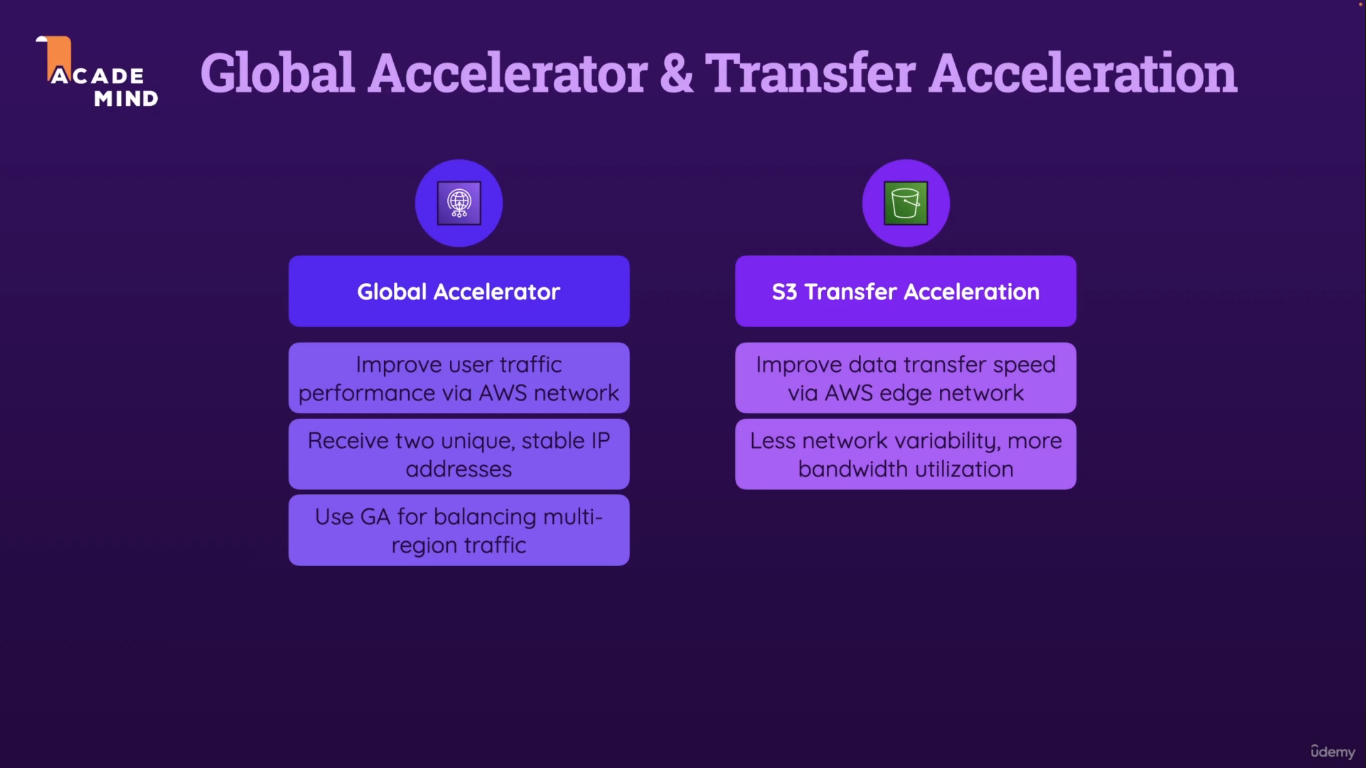 ACADE
MIND
Global Accelerator & Transfer Acceleration
Global Accelerator
Improve user traffic
performance via AWS network
Receive two unique, stable IP
addresses
Use GA for balancing multi-
region traffic
S3 Transfer Acceleration
Improve data transfer speed
via AWS edge network
Less network variability, more
bandwidth utilization
ûdemy